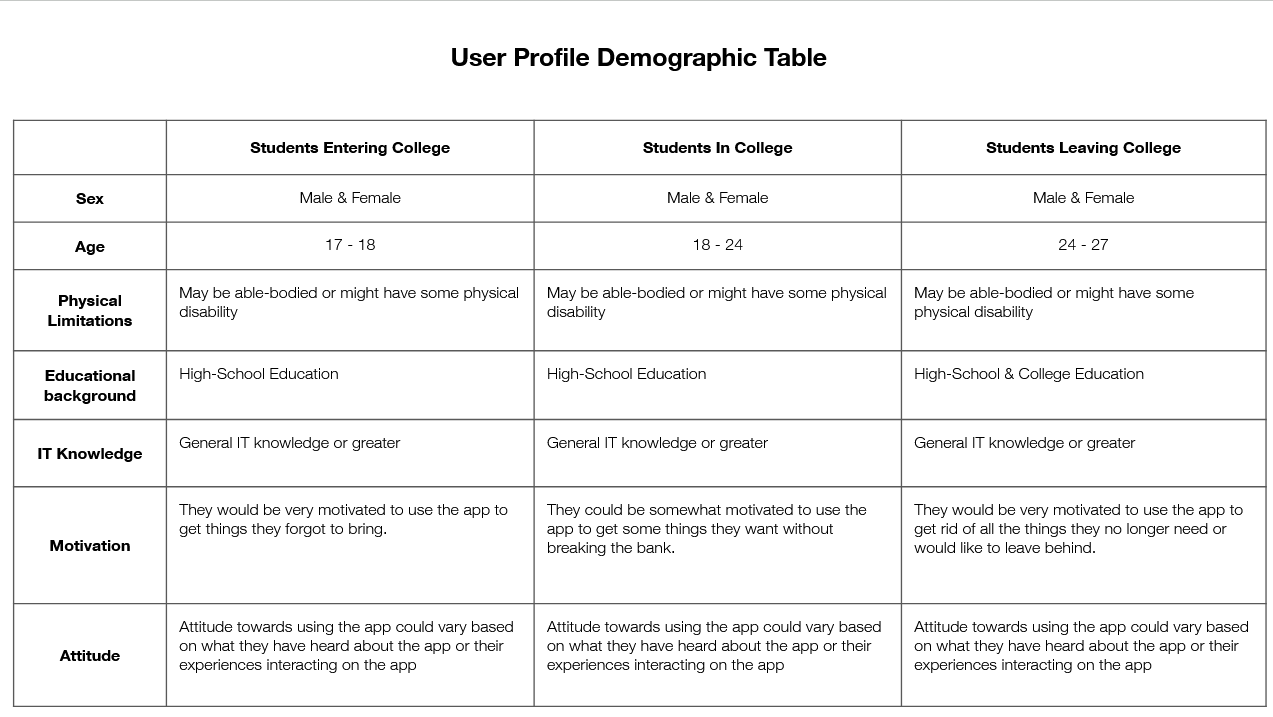 User Profile Demographic Table
Students Entering College
Students In College
Students Leaving College
Sex
Male & Female
Male & Female
Male & Female
Age
17 - 18
18 - 24
24 - 27
Physical
Limitations
May be able-bodied or might have some physical
disability
May be able-bodied or might have some physical
disability
May be able-bodied or might have some
physical disability
Educational
background
High-School Education
High-School Education
High-School & College Education
IT Knowledge
General IT knowledge or greater
General IT knowledge or greater
General IT knowledge or greater
Motivation
They would be very motivated to use the app to
get things they forgot to bring.
They could be somewhat motivated to use the
app to get some things they want without
breaking the bank.
They would be very motivated to use the app to
get rid of all the things they no longer need or
would like to leave behind.
Attitude
Attitude towards using the app could vary based
on what they have heard about the app or their
experiences interacting on the app
Attitude towards using the app could vary based
on what they have heard about the app or their
experiences interacting on the app
Attitude towards using the app could vary based
on what they have heard about the app or their
experiences interacting on the app